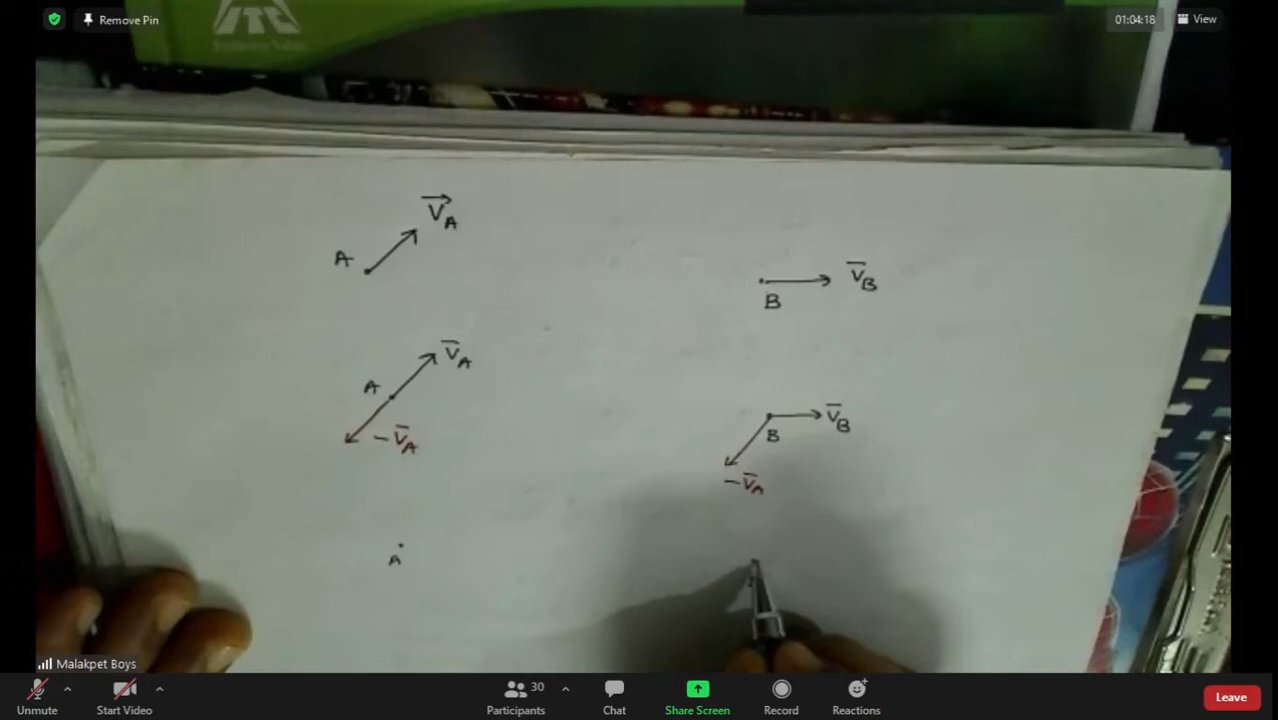 Remove Pin
01:04:18
View
ITC
V⃗A
A
V̄B
B
V̄A
A
-V̄A
V̄B
B
-V̄A
A
Malakpet Boys
Unmute
Start Video
30
Participants
Chat
Share Screen
Record
Reactions
Leave